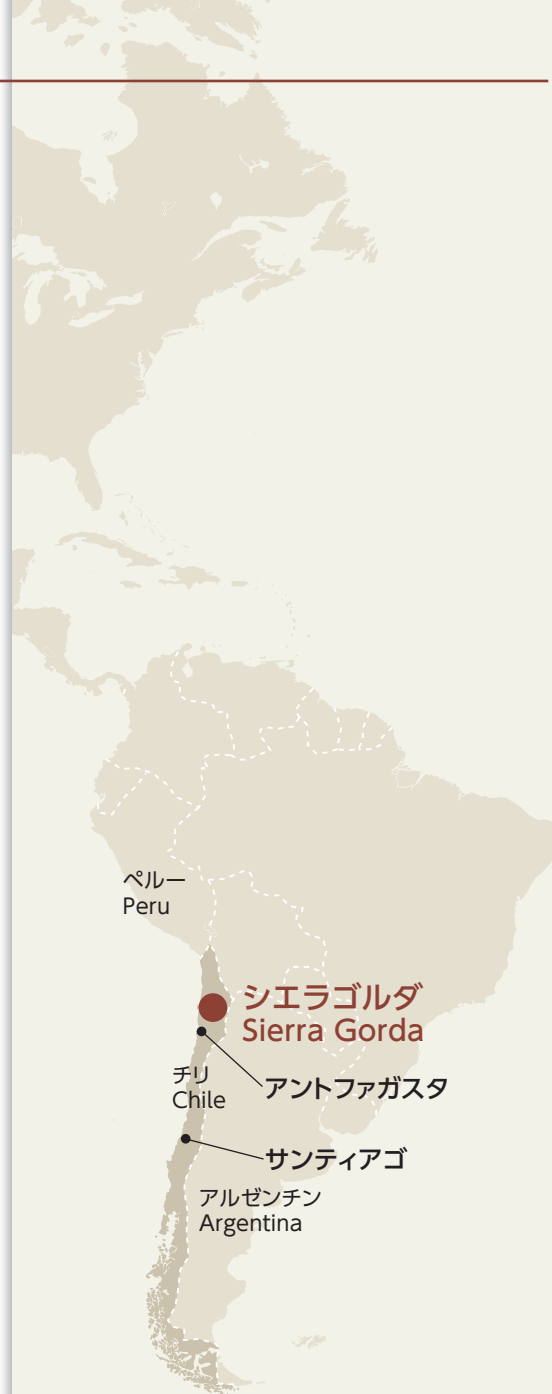 ペルー
Peru
シエラゴルダ
Sierra Gorda
チリ
Chile
アントファガスタ
サンティアゴ
アルゼンチン
Argentina